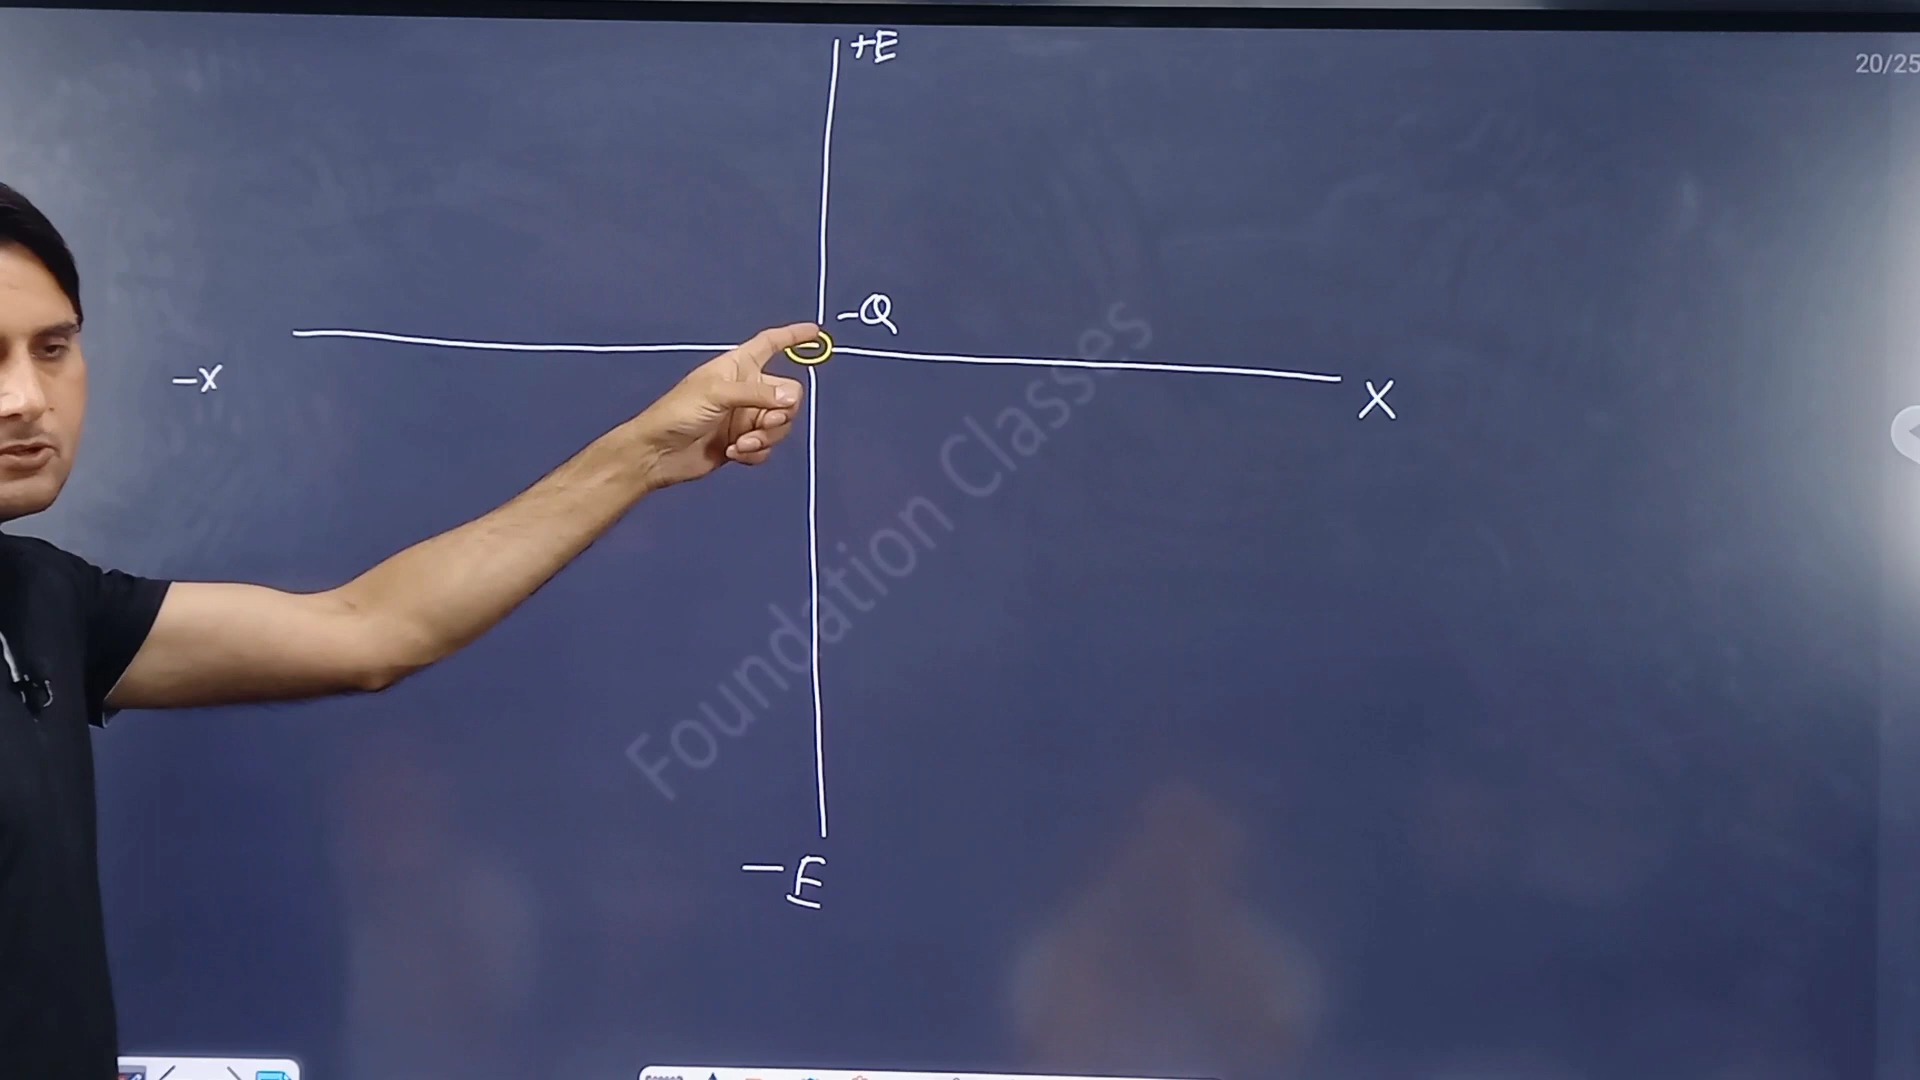 +E
20/25
-Q
-X
X
Foundation Classes
-E